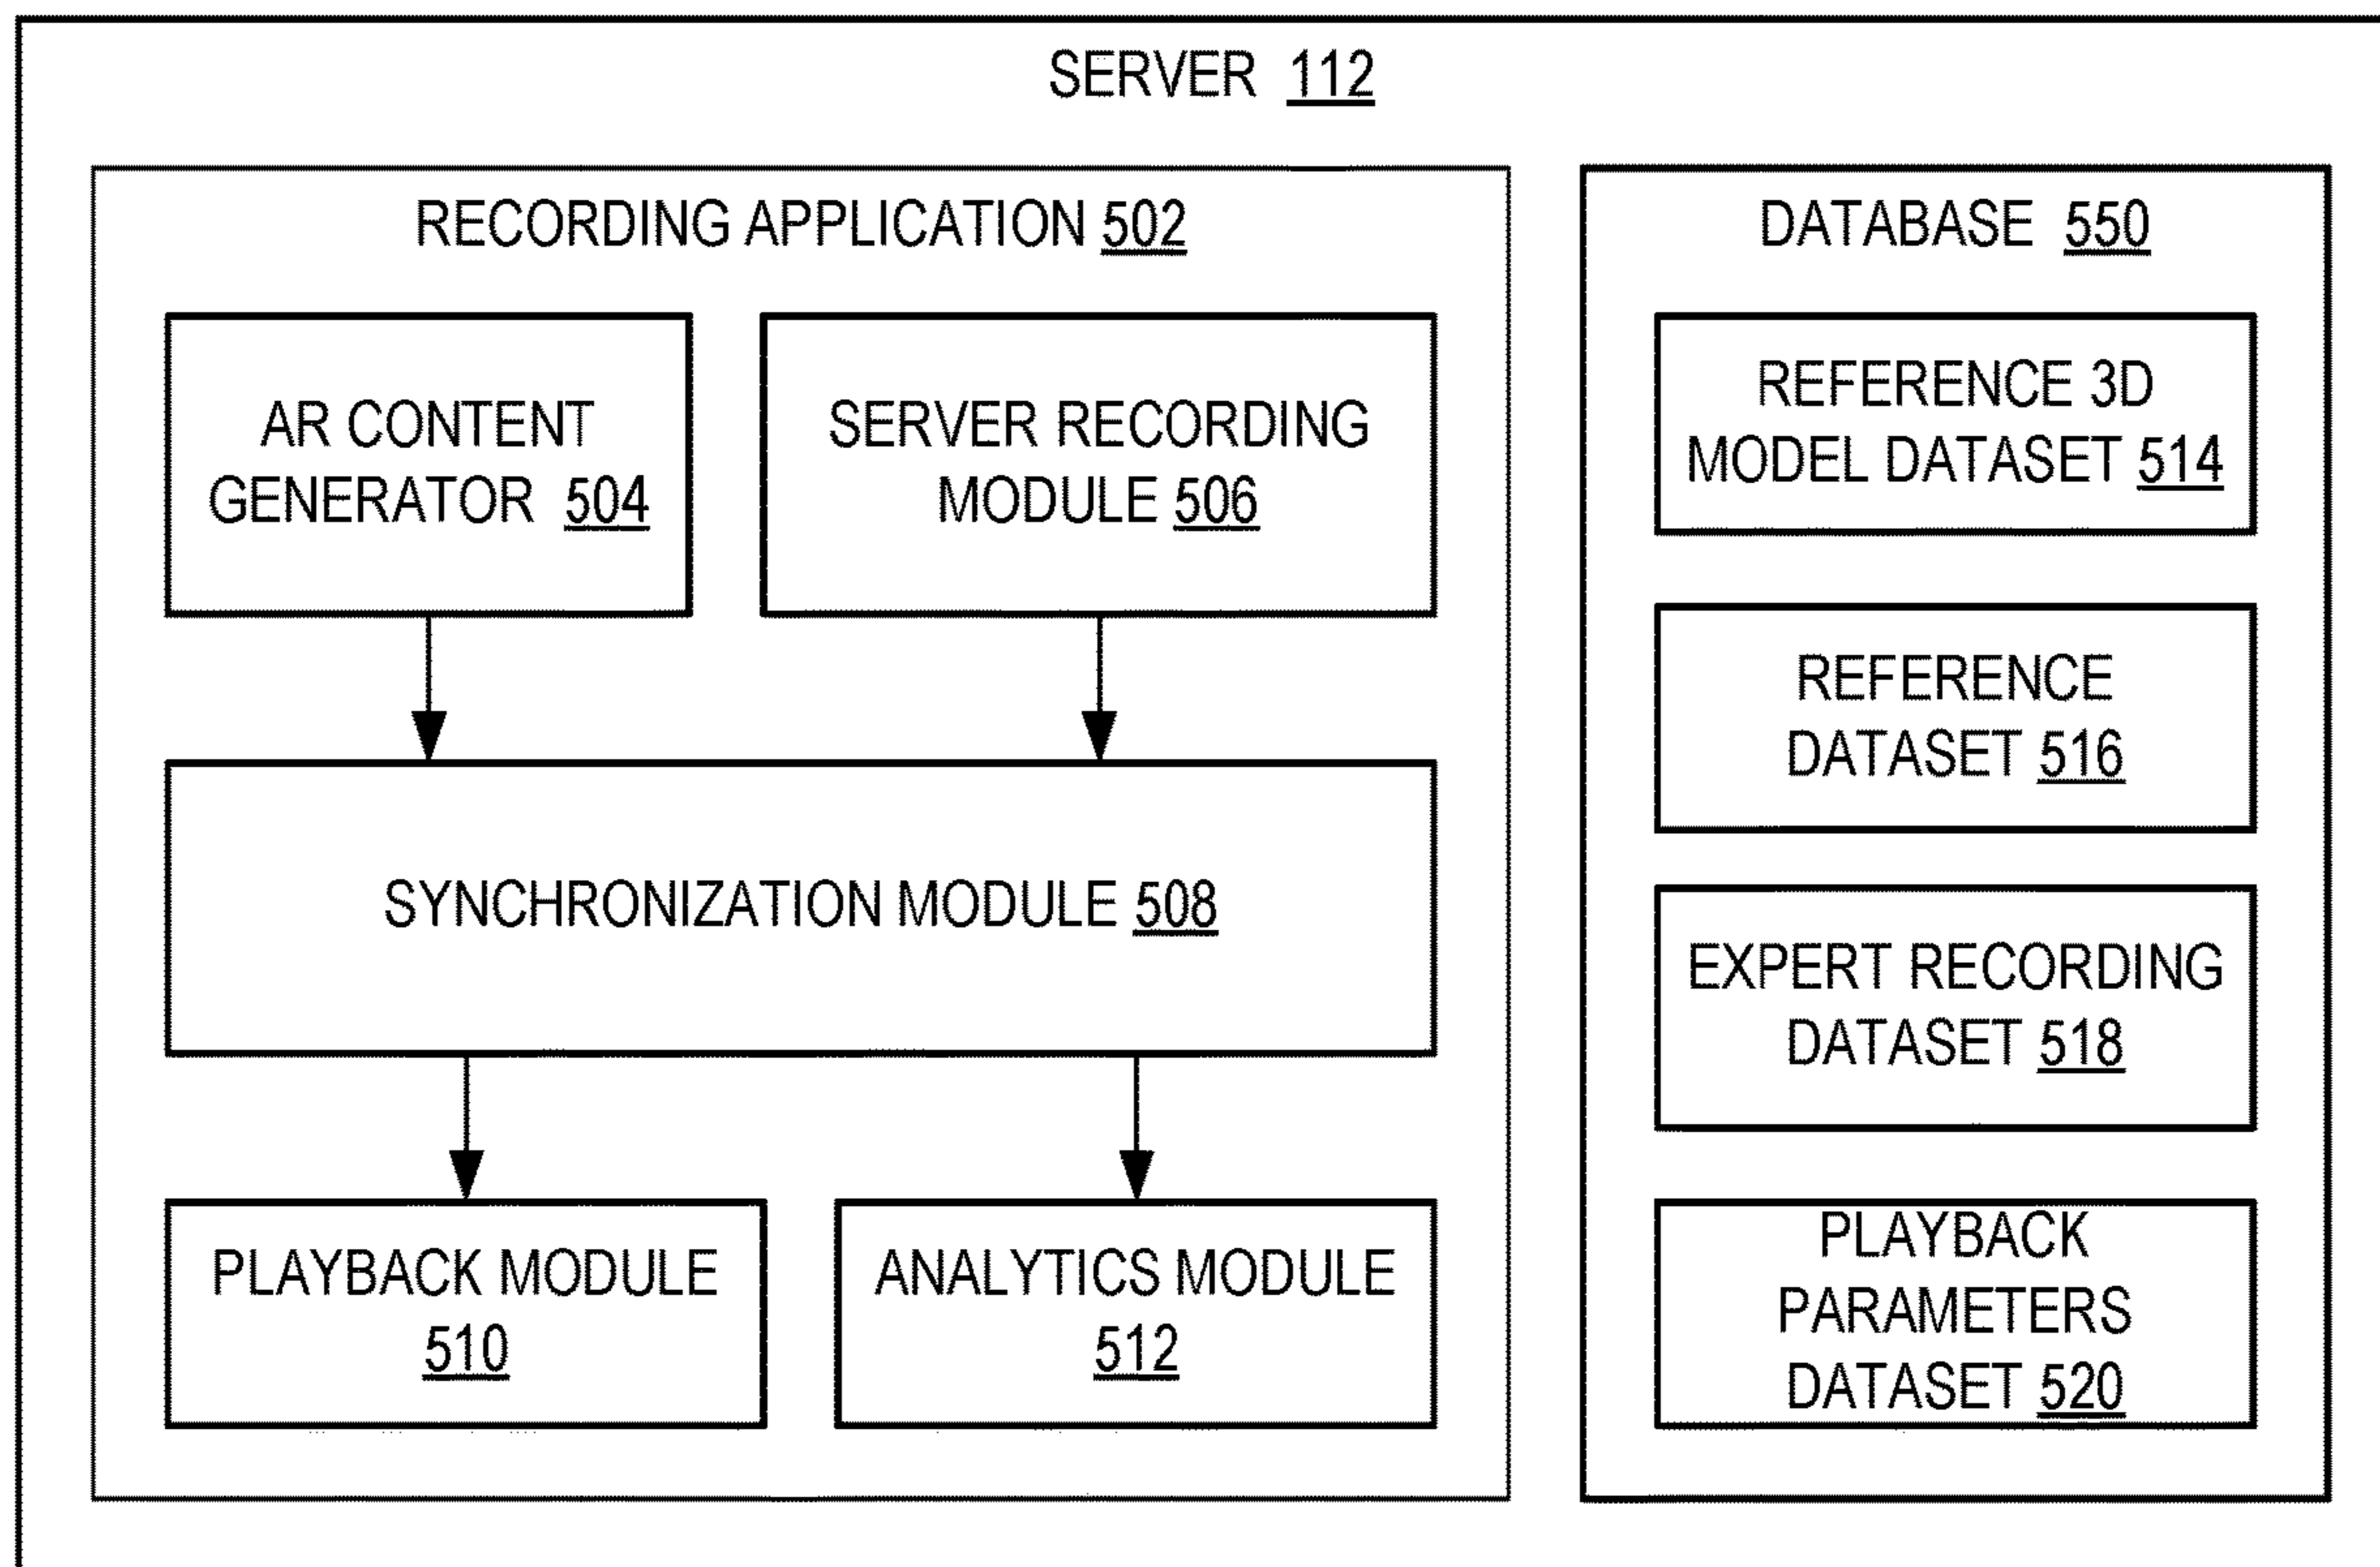 SERVER 112
RECORDING APPLICATION 502
AR CONTENT
GENERATOR 504
SERVER RECORDING
MODULE 506
SYNCHRONIZATION MODULE 508
PLAYBACK MODULE
510
ANALYTICS MODULE
512
DATABASE 550
REFERENCE 3D
MODEL DATASET 514
REFERENCE
DATASET 516
EXPERT RECORDING
DATASET 518
PLAYBACK
PARAMETERS
DATASET 520